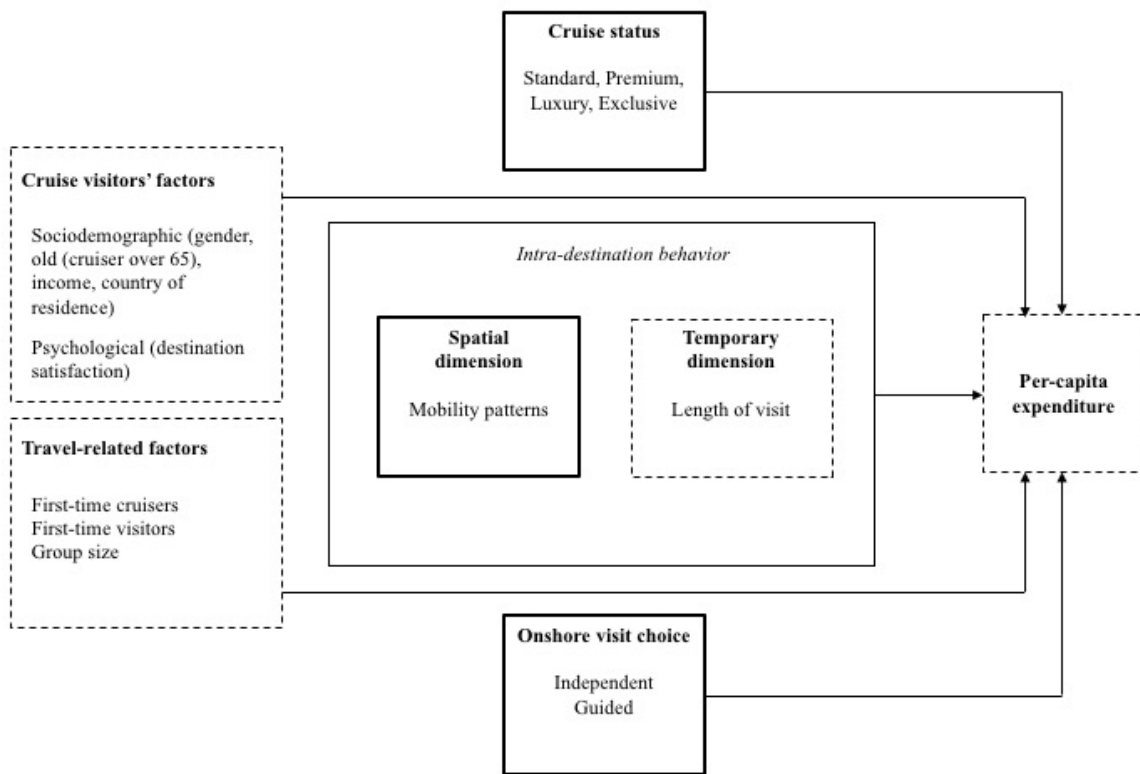 Cruise status
Standard, Premium,
Luxury, Exclusive
Cruise visitors’ factors
Sociodemographic (gender,
old (cruiser over 65),
income, country of
residence)
Psychological (destination
satisfaction)
Travel-related factors
First-time cruisers
First-time visitors
Group size
Intra-destination behavior
Spatial
dimension
Mobility patterns
Temporary
dimension
Length of visit
Per-capita
expenditure
Onshore visit choice
Independent
Guided